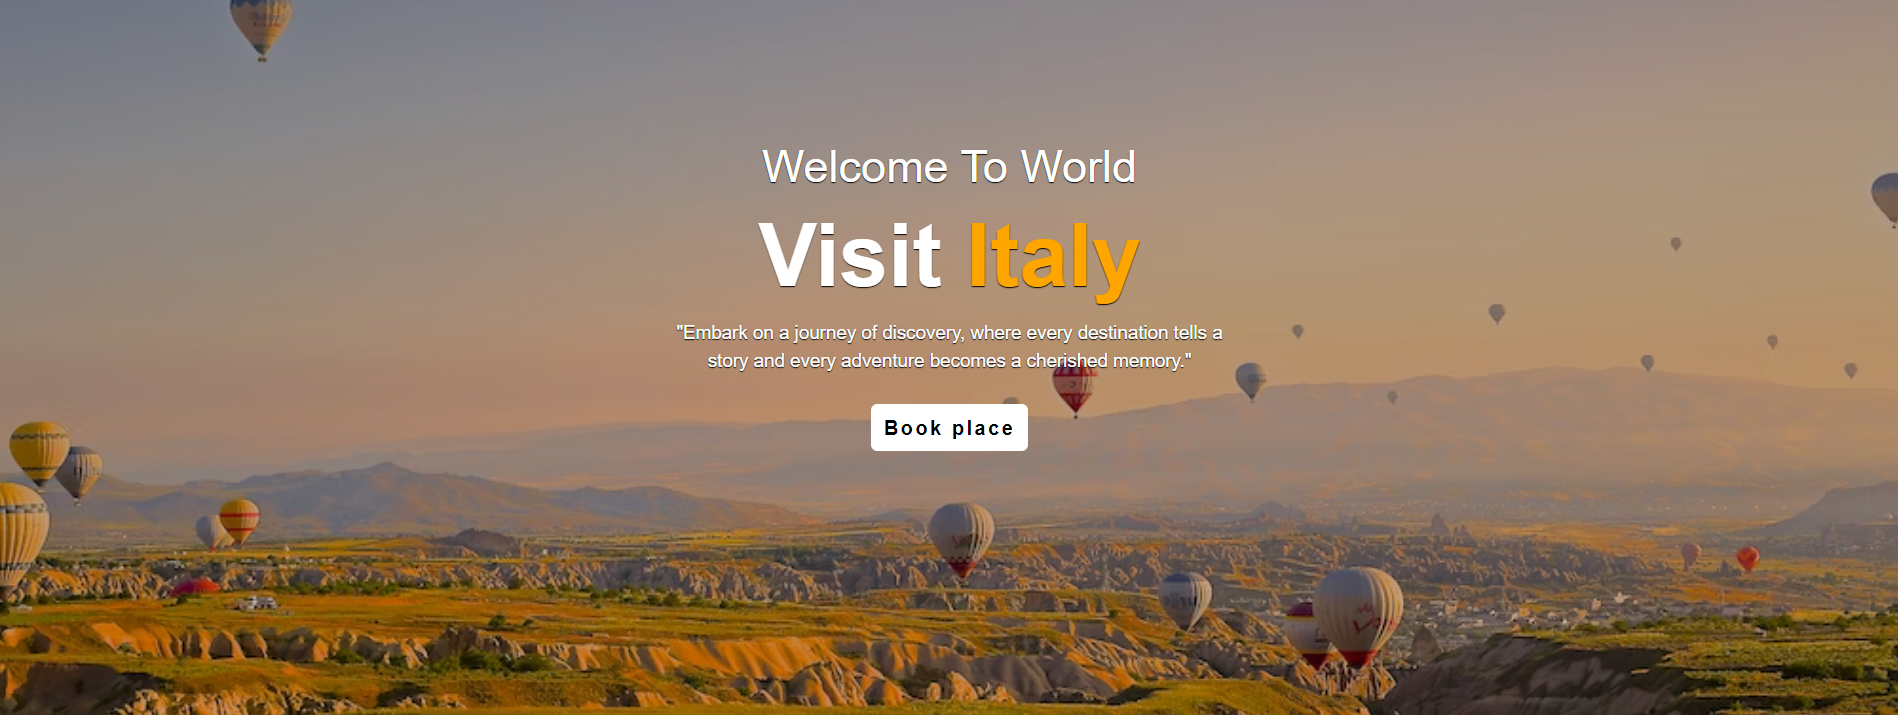 Welcome To World
Visit Italy
"Embark on a journey of discovery, where every destination tells a
story and every adventure becomes a cherished memory."
Book place